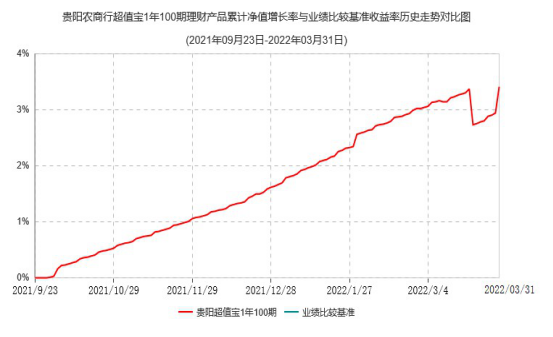 贵阳农商行超值宝1年100期理财产品累计净值增长率与业绩比较基准收益率历史走势对比图
(2021年09月23日-2022年03月31日)
4%
3%
2%
1%
0%
2021/9/23 2021/10/29 2021/11/29 2021/12/28 2022/1/27 2022/3/4 2022/03/31
贵阳超值宝1年100期 业绩比较基准